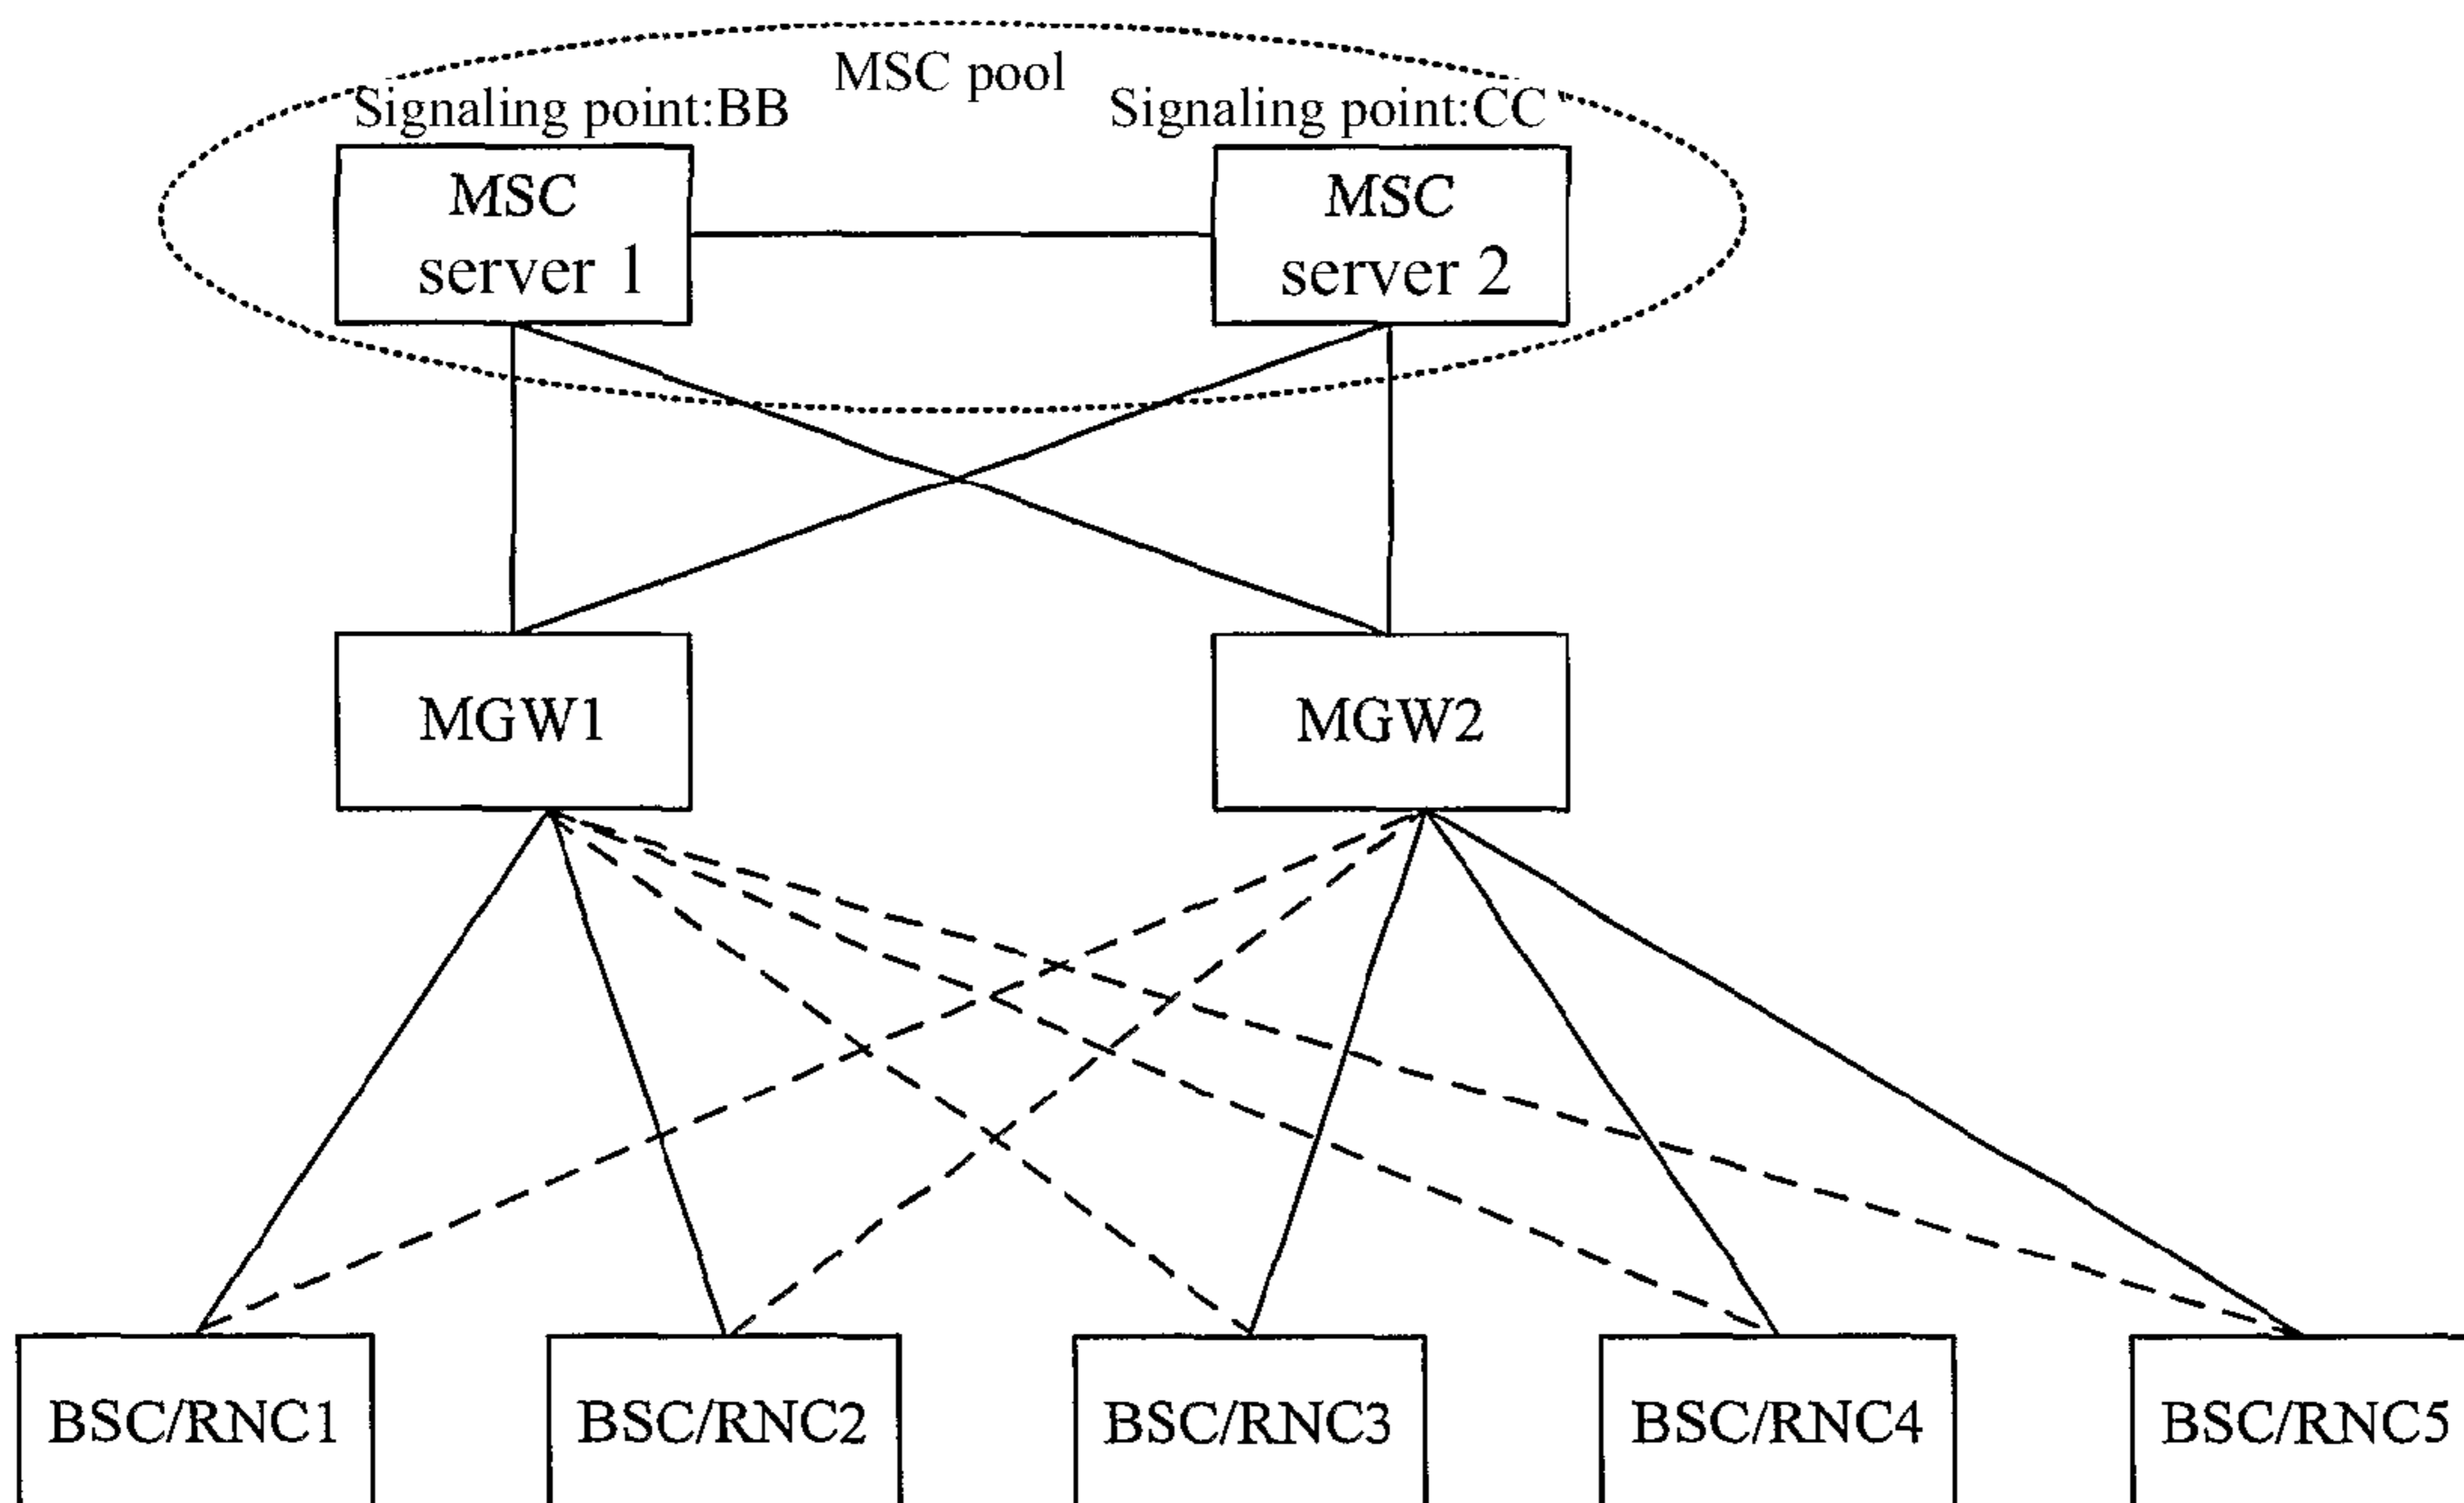 MSC pool
Signaling point:BB
Signaling point:CC
MSC
server 1
MSC
server 2
MGW1
MGW2
BSC/RNC1
BSC/RNC2
BSC/RNC3
BSC/RNC4
BSC/RNC5